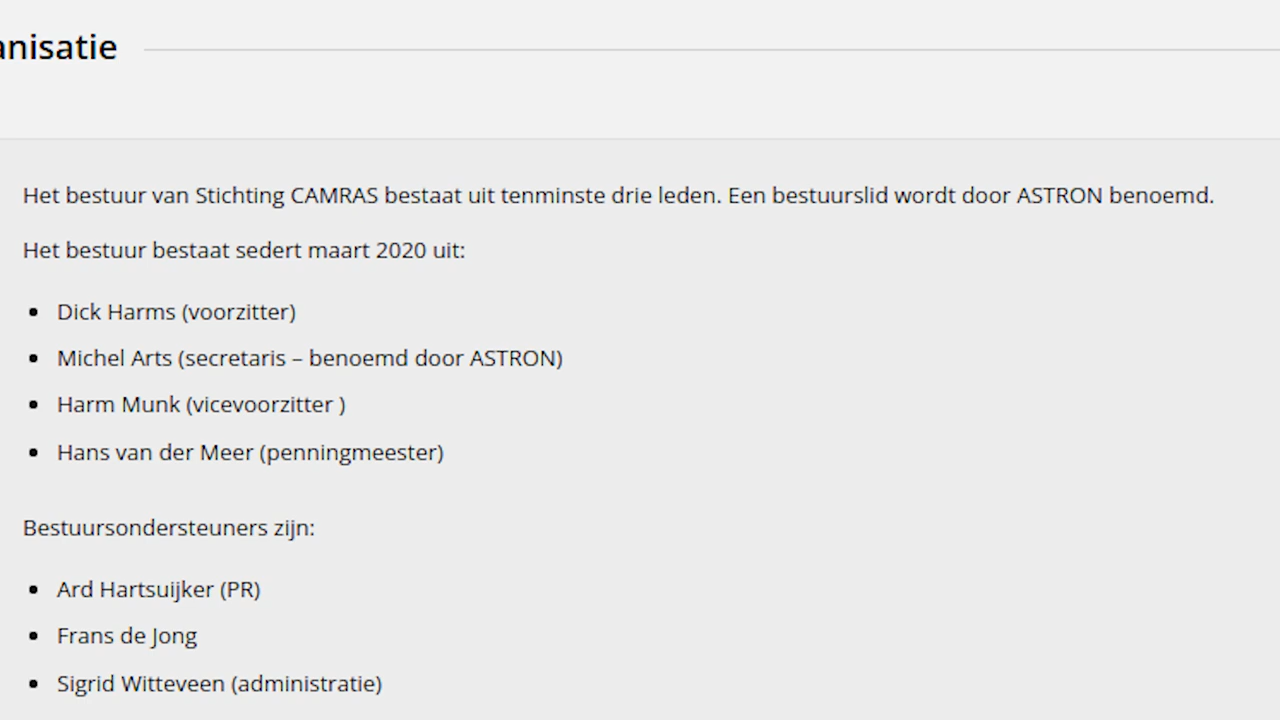 anisatie
Het bestuur van Stichting CAMRAS bestaat uit tenminste drie leden. Een bestuurslid wordt door ASTRON benoemd.
Het bestuur bestaat sedert maart 2020 uit:
• Dick Harms (voorzitter)
• Michel Arts (secretaris – benoemd door ASTRON)
• Harm Munk (vicevoorzitter )
• Hans van der Meer (penningmeester)
Bestuursondersteuners zijn:
• Ard Hartsuijker (PR)
• Frans de Jong
• Sigrid Witteveen (administratie)